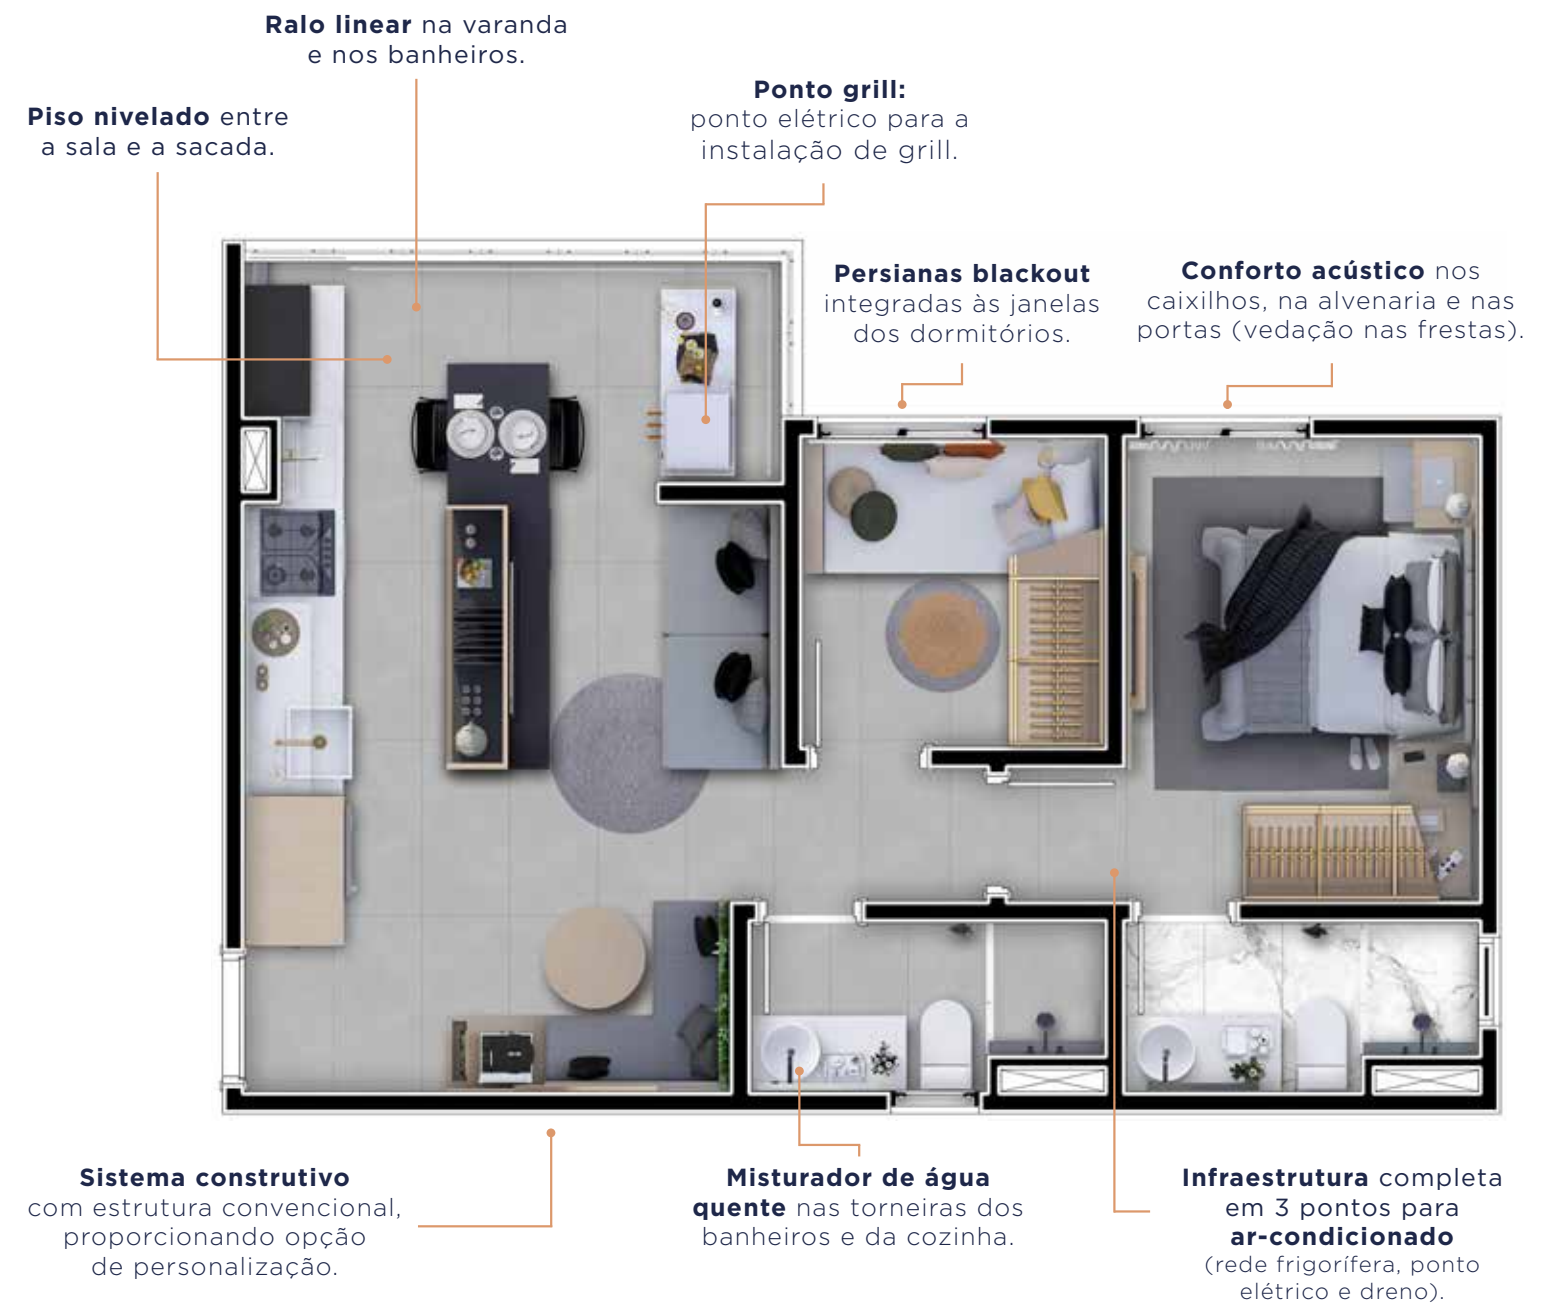 Ralo linear na varanda
e nos banheiros.
Piso nivelado entre
a sala e a sacada.
Ponto grill:
ponto elétrico para a
instalação de grill.
Persianas blackout
integradas às janelas
dos dormitórios.
Conforto acústico nos
caixilhos, na alvenaria e nas
portas (vedação nas frestas).
Sistema construtivo
com estrutura convencional,
proporcionando opção
de personalização.
Misturador de água
quente nas torneiras dos
banheiros e da cozinha.
Infraestrutura completa
em 3 pontos para
ar-condicionado
(rede frigorífera, ponto
elétrico e dreno).